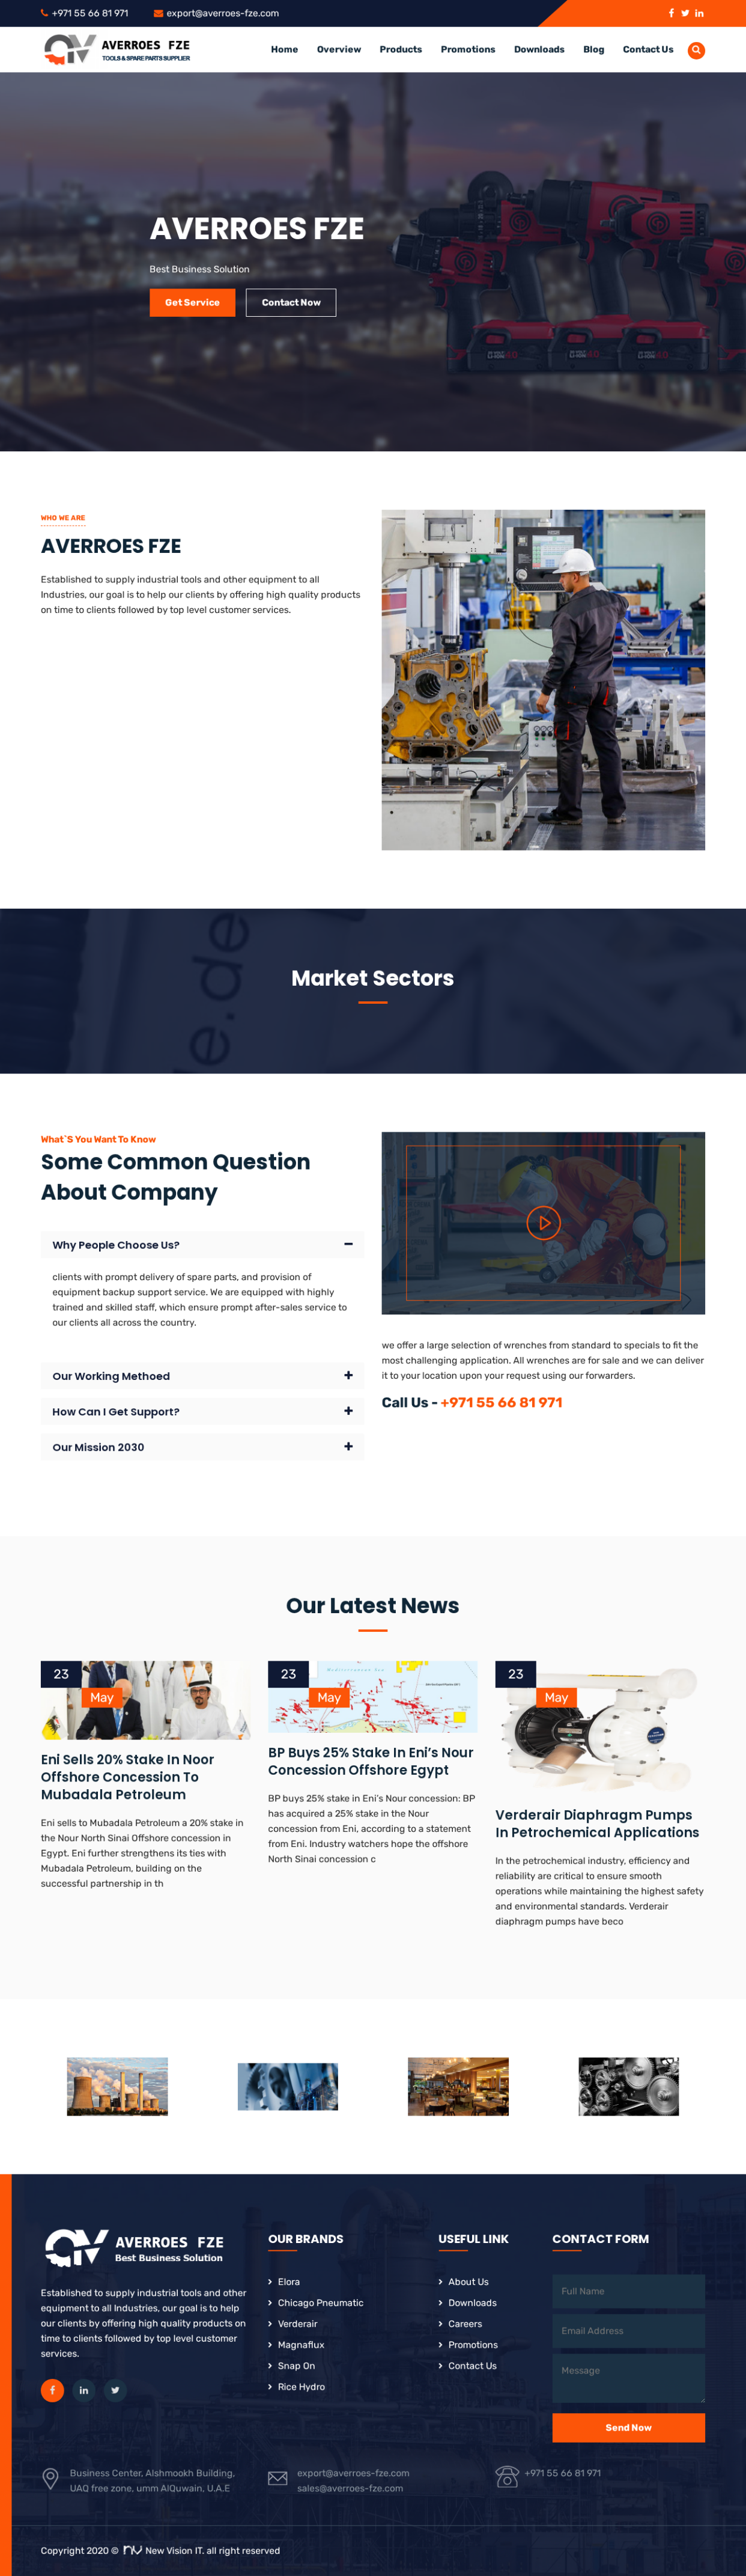 +971 55 66 81 971
export@averroes-fze.com
AVERROES FZE
TOOLS & SPARE PARTS SUPPLIER
Home
Overview
Products
Promotions
Downloads
Blog
Contact Us
AVERROES FZE
Best Business Solution
Get Service
Contact Now
WHO WE ARE
AVERROES FZE
Established to supply industrial tools and other equipment to all
Industries, our goal is to help our clients by offering high quality products
on time to clients followed by top level customer services.
e.de
Market Sectors
What`S You Want To Know
Some Common Question
About Company
Why People Choose Us?
clients with prompt delivery of spare parts, and provision of
equipment backup support service. We are equipped with highly
trained and skilled staff, which ensure prompt after-sales service to
our clients all across the country.
Our Working Methoed
How Can I Get Support?
Our Mission 2030
we offer a large selection of wrenches from standard to specials to fit the
most challenging application. All wrenches are for sale and we can deliver
it to your location upon your request using our forwarders.
Call Us - +971 55 66 81 971
Our Latest News
23
May
Eni Sells 20% Stake In Noor
Offshore Concession To
Mubadala Petroleum
Eni sells to Mubadala Petroleum a 20% stake in
the Nour North Sinai Offshore concession in
Egypt. Eni further strengthens its ties with
Mubadala Petroleum, building on the
successful partnership in th
Mediterranean Sea
23
May
BP Buys 25% Stake In Eni’s Nour
Concession Offshore Egypt
BP buys 25% stake in Eni’s Nour concession: BP
has acquired a 25% stake in the Nour
concession from Eni, according to a statement
from Eni. Industry watchers hope the offshore
North Sinai concession c
23
May
Verderair Diaphragm Pumps
In Petrochemical Applications
In the petrochemical industry, efficiency and
reliability are critical to ensure smooth
operations while maintaining the highest safety
and environmental standards. Verderair
diaphragm pumps have beco
AVERROES FZE
Best Business Solution
Established to supply industrial tools and other
equipment to all Industries, our goal is to help
our clients by offering high quality products on
time to clients followed by top level customer
services.
OUR BRANDS
Elora
Chicago Pneumatic
Verderair
Magnaflux
Snap On
Rice Hydro
USEFUL LINK
About Us
Downloads
Careers
Promotions
Contact Us
CONTACT FORM
Full Name
Email Address
Message
Send Now
Business Center, Alshmookh Building,
UAQ free zone, umm AlQuwain, U.A.E
export@averroes-fze.com
sales@averroes-fze.com
+971 55 66 81 971
Copyright 2020 © New Vision IT. all right reserved